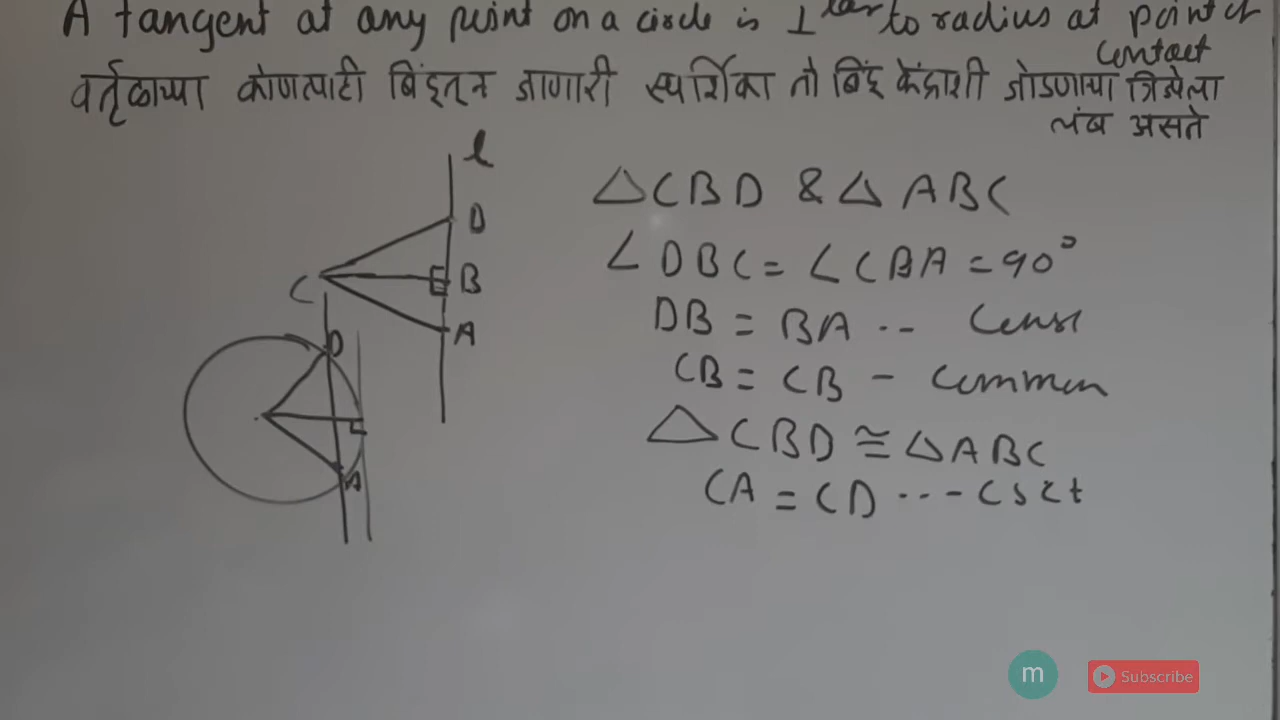 A tangent at any point on a circle is ⊥lar to radius at point of contact
वर्तुळाच्या कोणत्याही बिंदूतून जाणारी स्पर्शिका तो बिंदू केंद्राशी जोडणाऱ्या त्रिज्येला लंब असते
l
D
B
C
A
D
A
△CBD & △ABC
∠DBC = ∠CBA = 90°
DB = BA -- Const
CB = CB - Common
△CBD ≅ △ABC
CA = CD --- CSCt
m
Subscribe